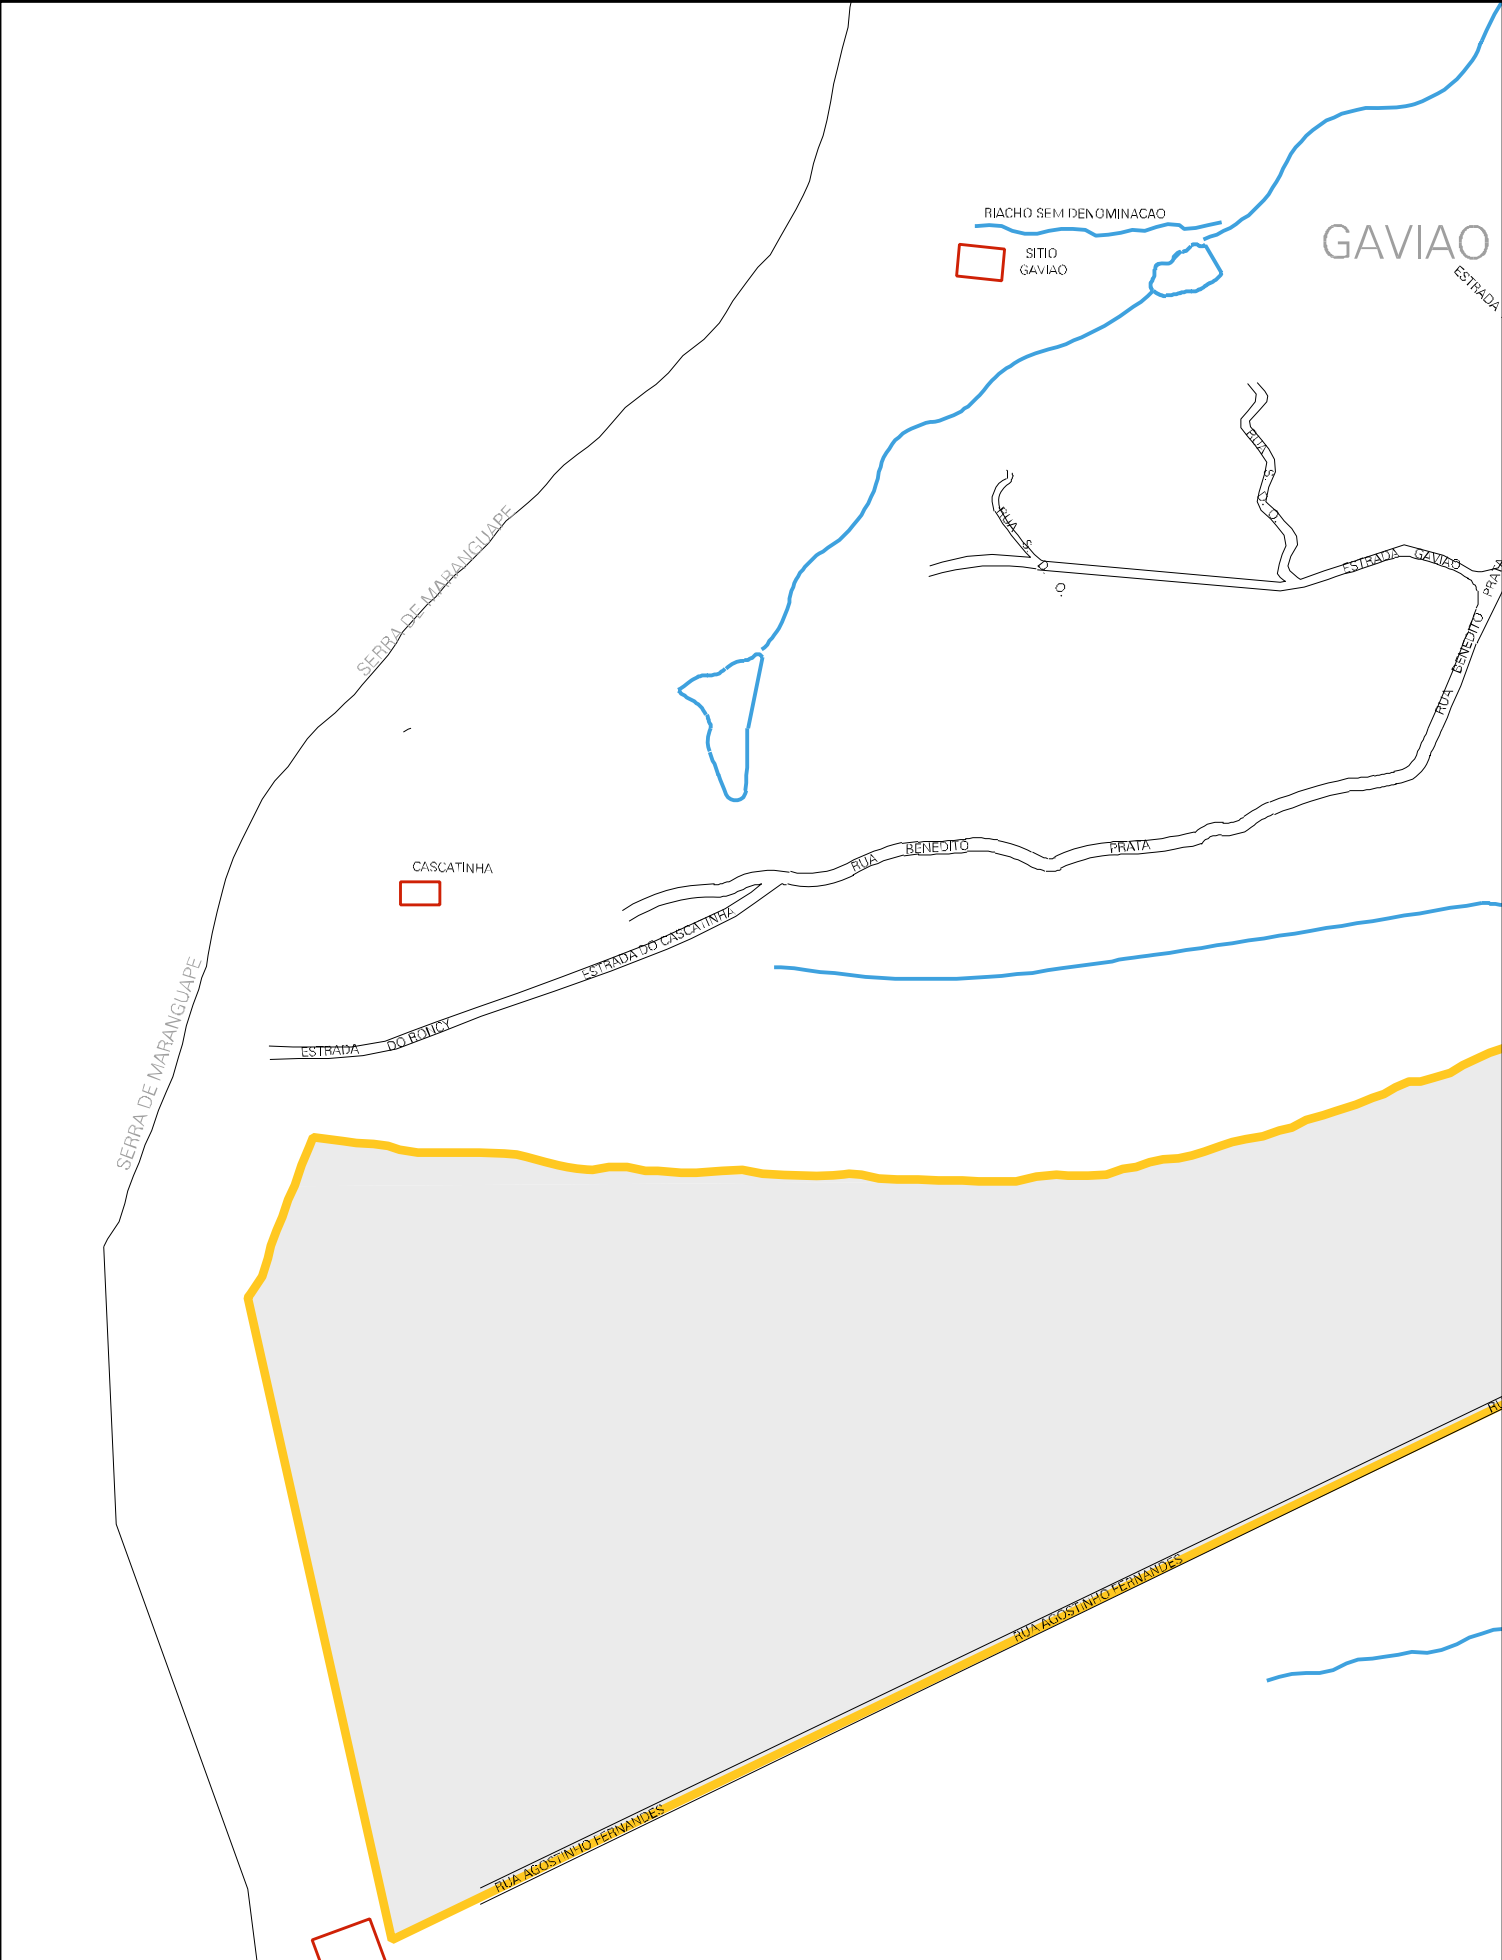 RIACHO SEM DENOMINACAO
GAVIAO
SITIO
GAVIAO
ESTRADA
RUA S. D. O.
SERRA DE MARANGUAPE
RUA S. D. O.
ESTRADA GAVIAO
PRATA
BENEDITO
RUA
CASCATINHA
RUA BENEDITO PRATA
ESTRADA DO CASCATINHA
SERRA DE MARANGUAPE
ESTRADA DO BOLICY
RUA AGOSTINHO FERNANDES
RUA AGOSTINHO FERNANDES